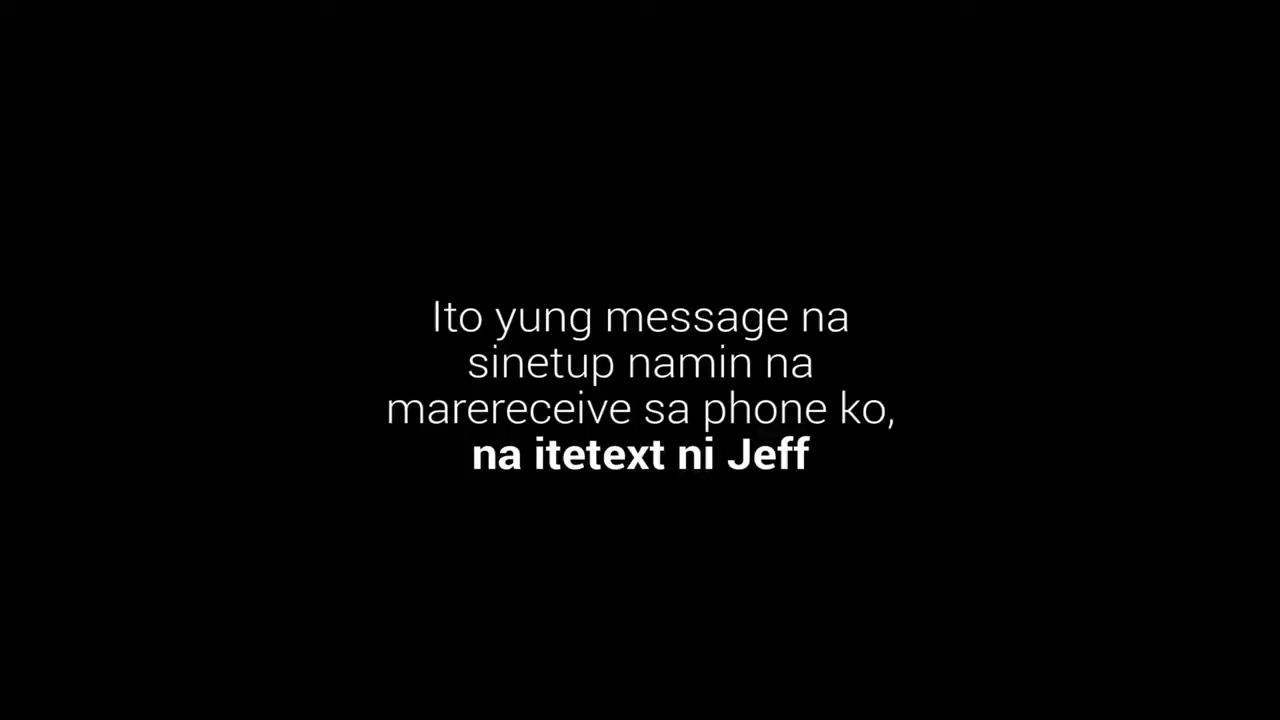 Ito yung message na
sinetup namin na
marereceive sa phone ko,
na itetext ni Jeff